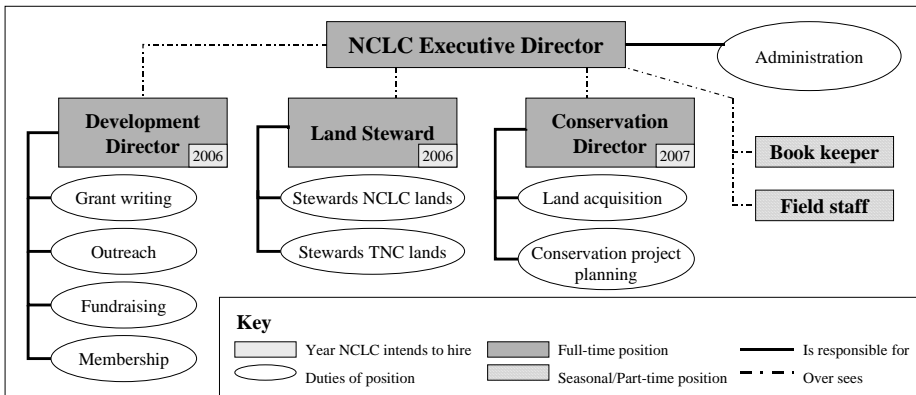 NCLC Executive Director
Administration
Development
Director
2006
Land Steward
2006
Conservation
Director
2007
Book keeper
Field staff
Grant writing
Outreach
Fundraising
Membership
Stewards NCLC lands
Stewards TNC lands
Land acquisition
Conservation project
planning
Key
Year NCLC intends to hire
Full-time position
Is responsible for
Duties of position
Seasonal/Part-time position
Over sees